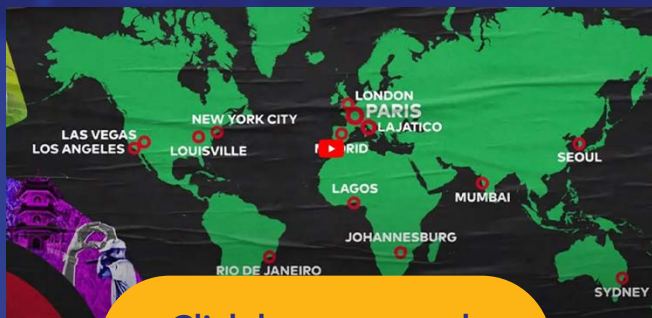 LONDON
PARIS
NEW YORK CITY
LAJATICO
LAS VEGAS
LOS ANGELES
LOUISVILLE
SEOUL
LAGOS
MUMBAI
JOHANNESBURG
RIO DE JANEIRO
SYDNEY